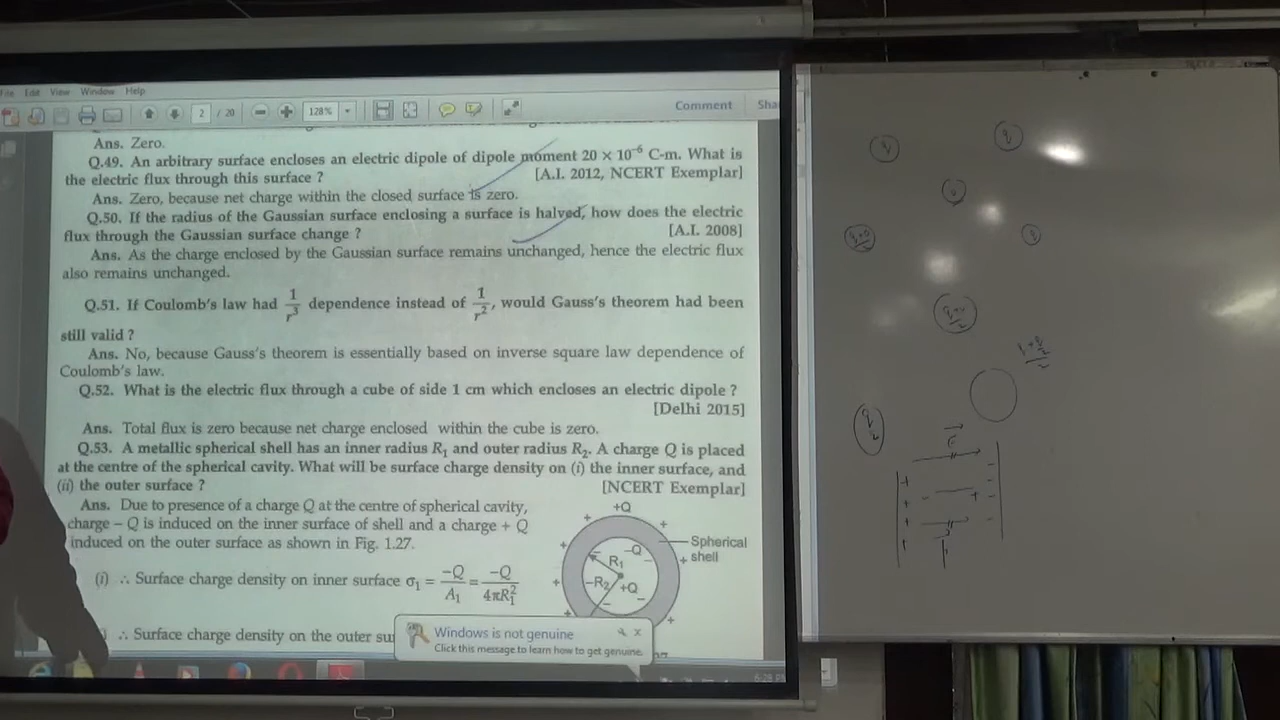 File Edit View Window Help
2 / 20 128% Comment
Ans. Zero.
Q.49. An arbitrary surface encloses an electric dipole of dipole moment 20 × 10⁻⁶ C-m. What is
the electric flux through this surface ? [A.I. 2012, NCERT Exemplar]
Ans. Zero, because net charge within the closed surface is zero.
Q.50. If the radius of the Gaussian surface enclosing a surface is halved, how does the electric
flux through the Gaussian surface change ? [A.I. 2008]
Ans. As the charge enclosed by the Gaussian surface remains unchanged, hence the electric flux
also remains unchanged.
Q.51. If Coulomb's law had 1/r³ dependence instead of 1/r², would Gauss's theorem had been
still valid ?
Ans. No, because Gauss's theorem is essentially based on inverse square law dependence of
Coulomb's law.
Q.52. What is the electric flux through a cube of side 1 cm which encloses an electric dipole ?
[Delhi 2015]
Ans. Total flux is zero because net charge enclosed within the cube is zero.
Q.53. A metallic spherical shell has an inner radius R₁ and outer radius R₂. A charge Q is placed
at the centre of the spherical cavity. What will be surface charge density on (i) the inner surface, and
(ii) the outer surface ? [NCERT Exemplar]
Ans. Due to presence of a charge Q at the centre of spherical cavity,
charge – Q is induced on the inner surface of shell and a charge + Q
induced on the outer surface as shown in Fig. 1.27.
(i) ∴ Surface charge density on inner surface σ₁ = –Q/A₁ = –Q/4πR₁²
∴ Surface charge density on the outer su
+Q
Spherical
shell
–Q
R₁
R₂
+Q
Windows is not genuine
Click this message to learn how to get genuine.